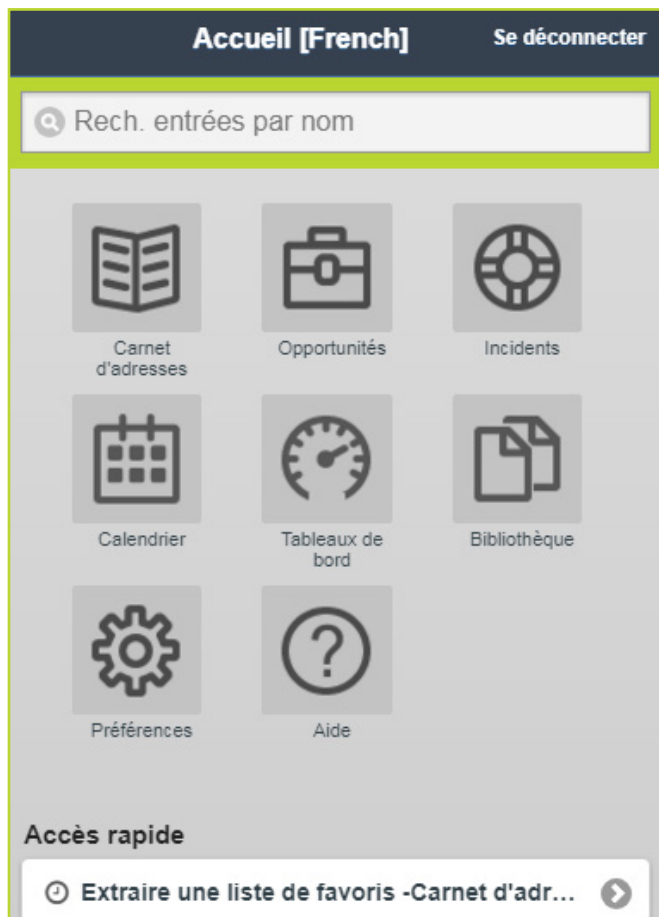 Accueil [French]
Se déconnecter
Rech. entrées par nom
Carnet
d'adresses
Opportunités
Incidents
Calendrier
Tableaux de
bord
Bibliothèque
Préférences
Aide
Accès rapide
Extraire une liste de favoris -Carnet d'adr...